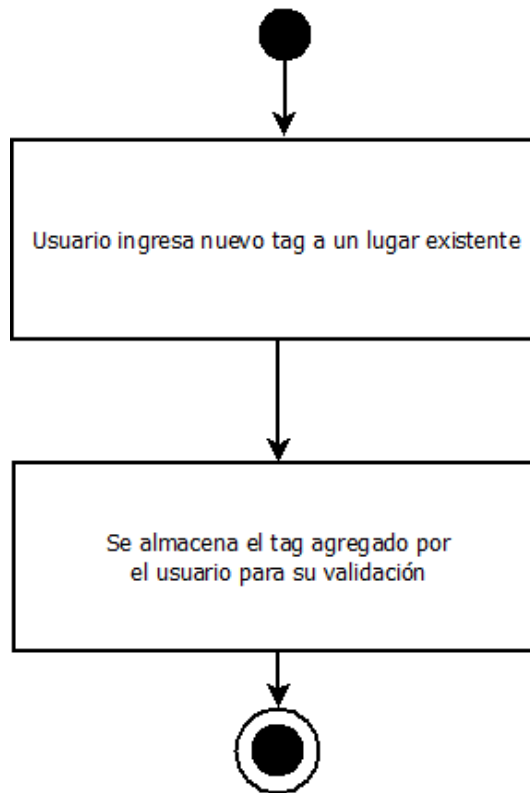 Usuario ingresa nuevo tag a un lugar existente
Se almacena el tag agregado por
el usuario para su validación